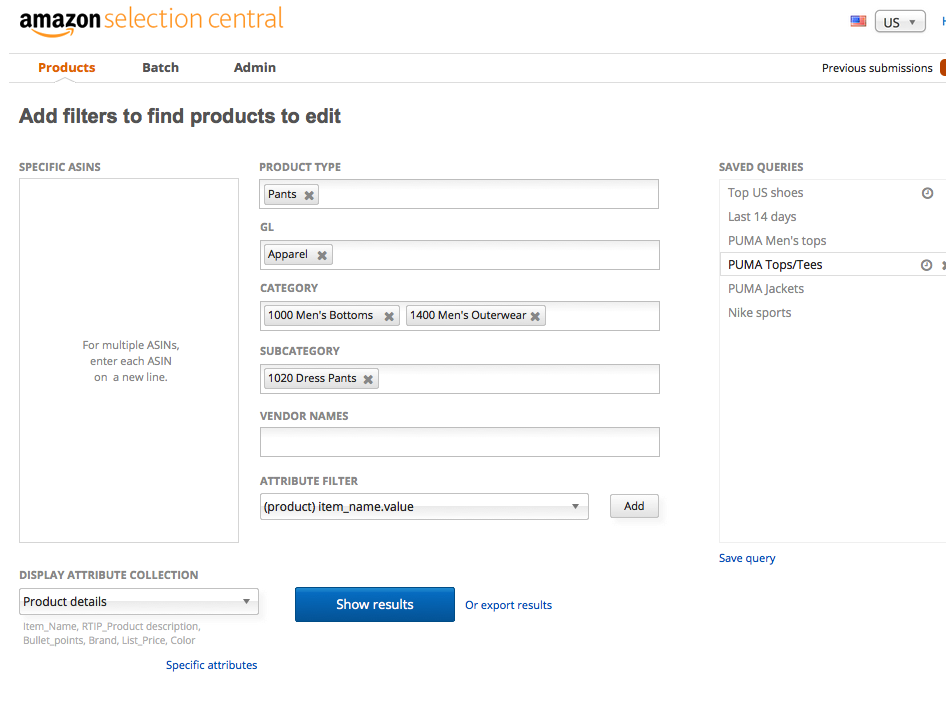 amazon selection central
US
Products Batch Admin
Previous submissions
Add filters to find products to edit
SPECIFIC ASINS
For multiple ASINs,
enter each ASIN
on a new line.
PRODUCT TYPE
Pants
GL
Apparel
CATEGORY
1000 Men's Bottoms 1400 Men's Outerwear
SUBCATEGORY
1020 Dress Pants
VENDOR NAMES
ATTRIBUTE FILTER
(product) item_name.value Add
SAVED QUERIES
Top US shoes
Last 14 days
PUMA Men's tops
PUMA Tops/Tees
PUMA Jackets
Nike sports
Save query
DISPLAY ATTRIBUTE COLLECTION
Product details
Item_Name, RTIP_Product description,
Bullet_points, Brand, List_Price, Color
Specific attributes
Show results Or export results